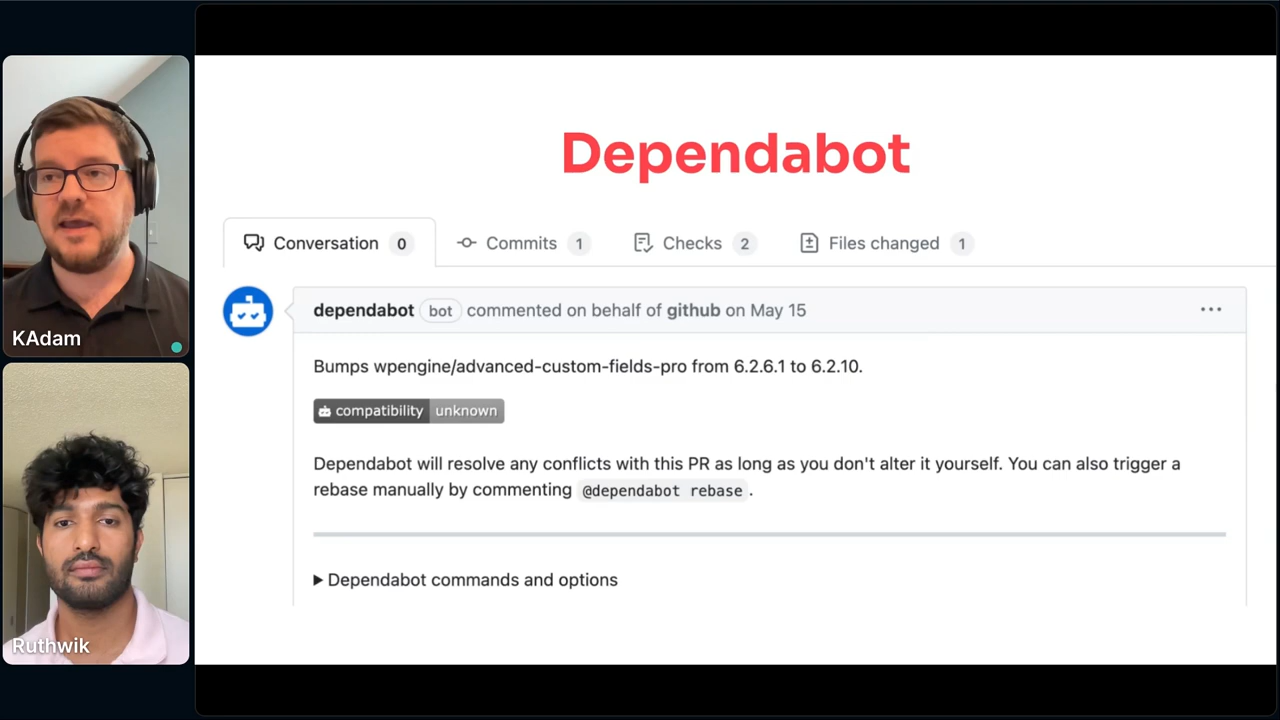 Dependabot
Conversation 0 Commits 1 Checks 2 Files changed 1
dependabot bot commented on behalf of github on May 15
Bumps wpengine/advanced-custom-fields-pro from 6.2.6.1 to 6.2.10.
compatibility unknown
Dependabot will resolve any conflicts with this PR as long as you don't alter it yourself. You can also trigger a
rebase manually by commenting @dependabot rebase.
Dependabot commands and options
KAdam
Ruthwik